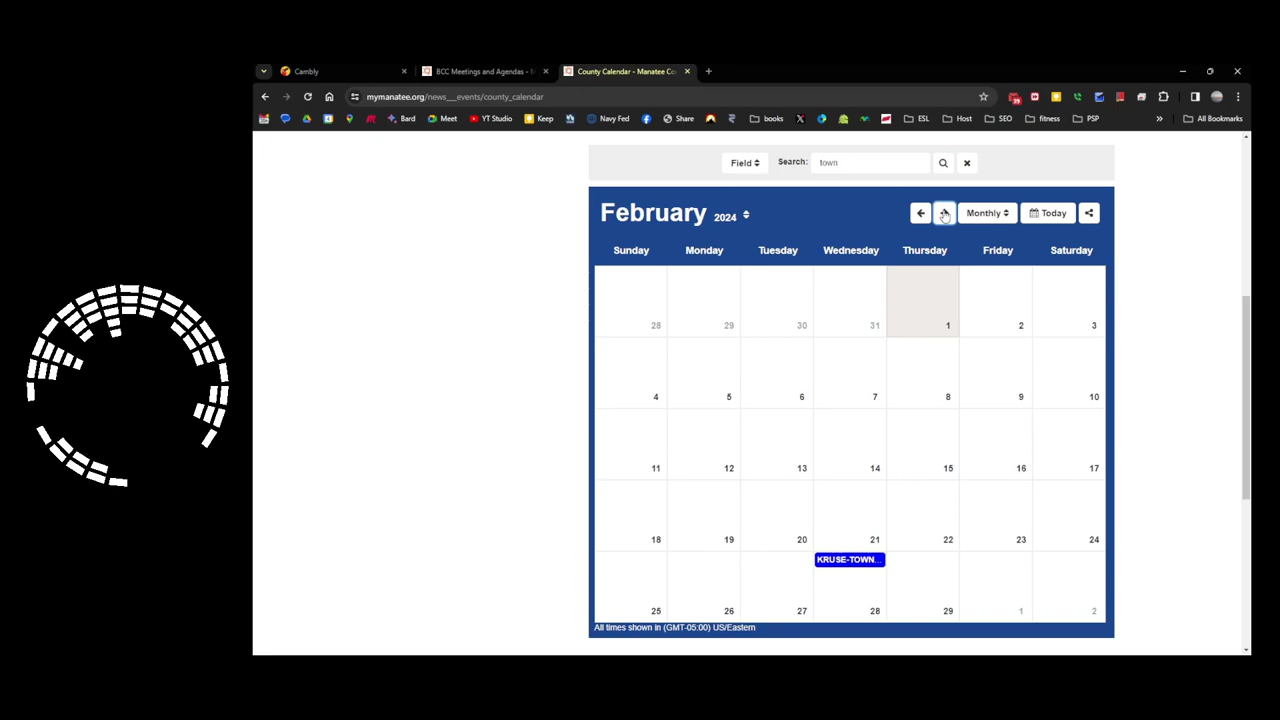 Cambly
BCC Meetings and Agendas - M
County Calendar - Manatee Co
mymanatee.org/news__events/county_calendar
39
Bard
Meet
YT Studio
Keep
Navy Fed
Share
books
ESL
Host
SEO
fitness
PSP
All Bookmarks
Field
Search:
town
February 2024
Monthly
Today
Sunday Monday Tuesday Wednesday Thursday Friday Saturday
28 29 30 31 1 2 3
4 5 6 7 8 9 10
11 12 13 14 15 16 17
18 19 20 21 22 23 24
KRUSE-TOWN...
25 26 27 28 29 1 2
All times shown in (GMT-05:00) US/Eastern